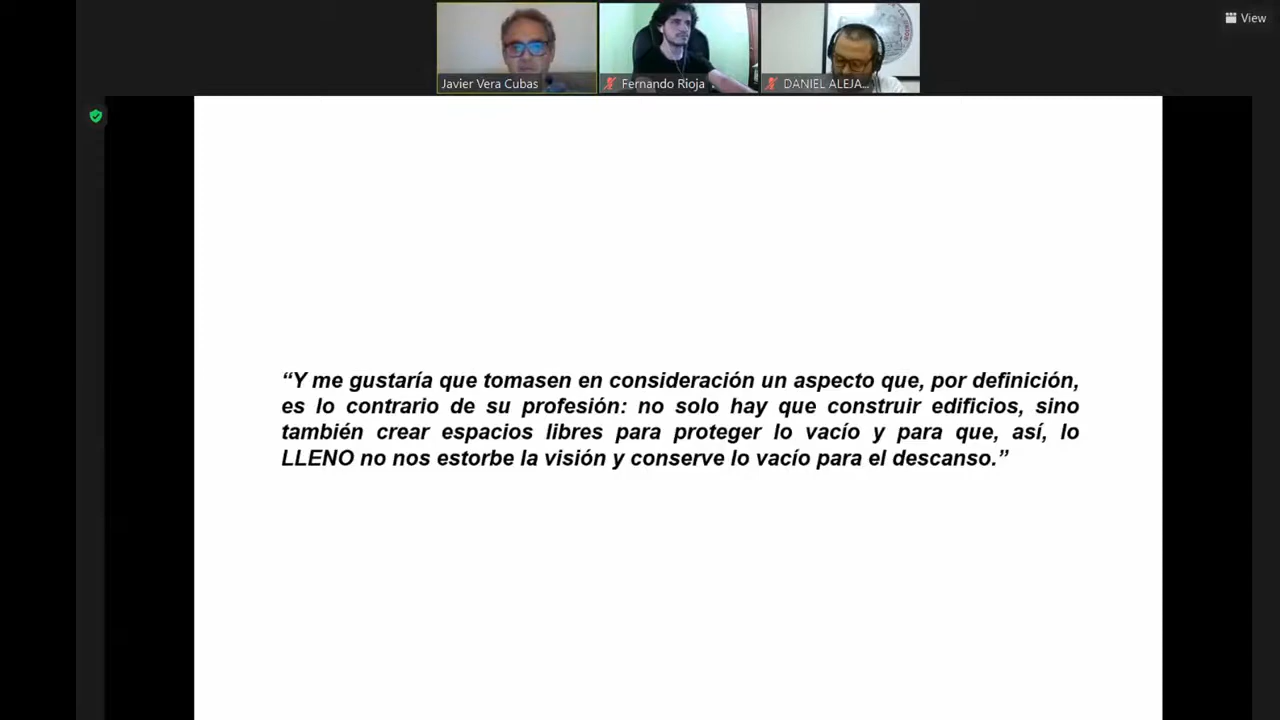 View
Javier Vera Cubas
Fernando Rioja
DANIEL ALEJA...
“Y me gustaría que tomasen en consideración un aspecto que, por definición,
es lo contrario de su profesión: no solo hay que construir edificios, sino
también crear espacios libres para proteger lo vacío y para que, así, lo
LLENO no nos estorbe la visión y conserve lo vacío para el descanso.”